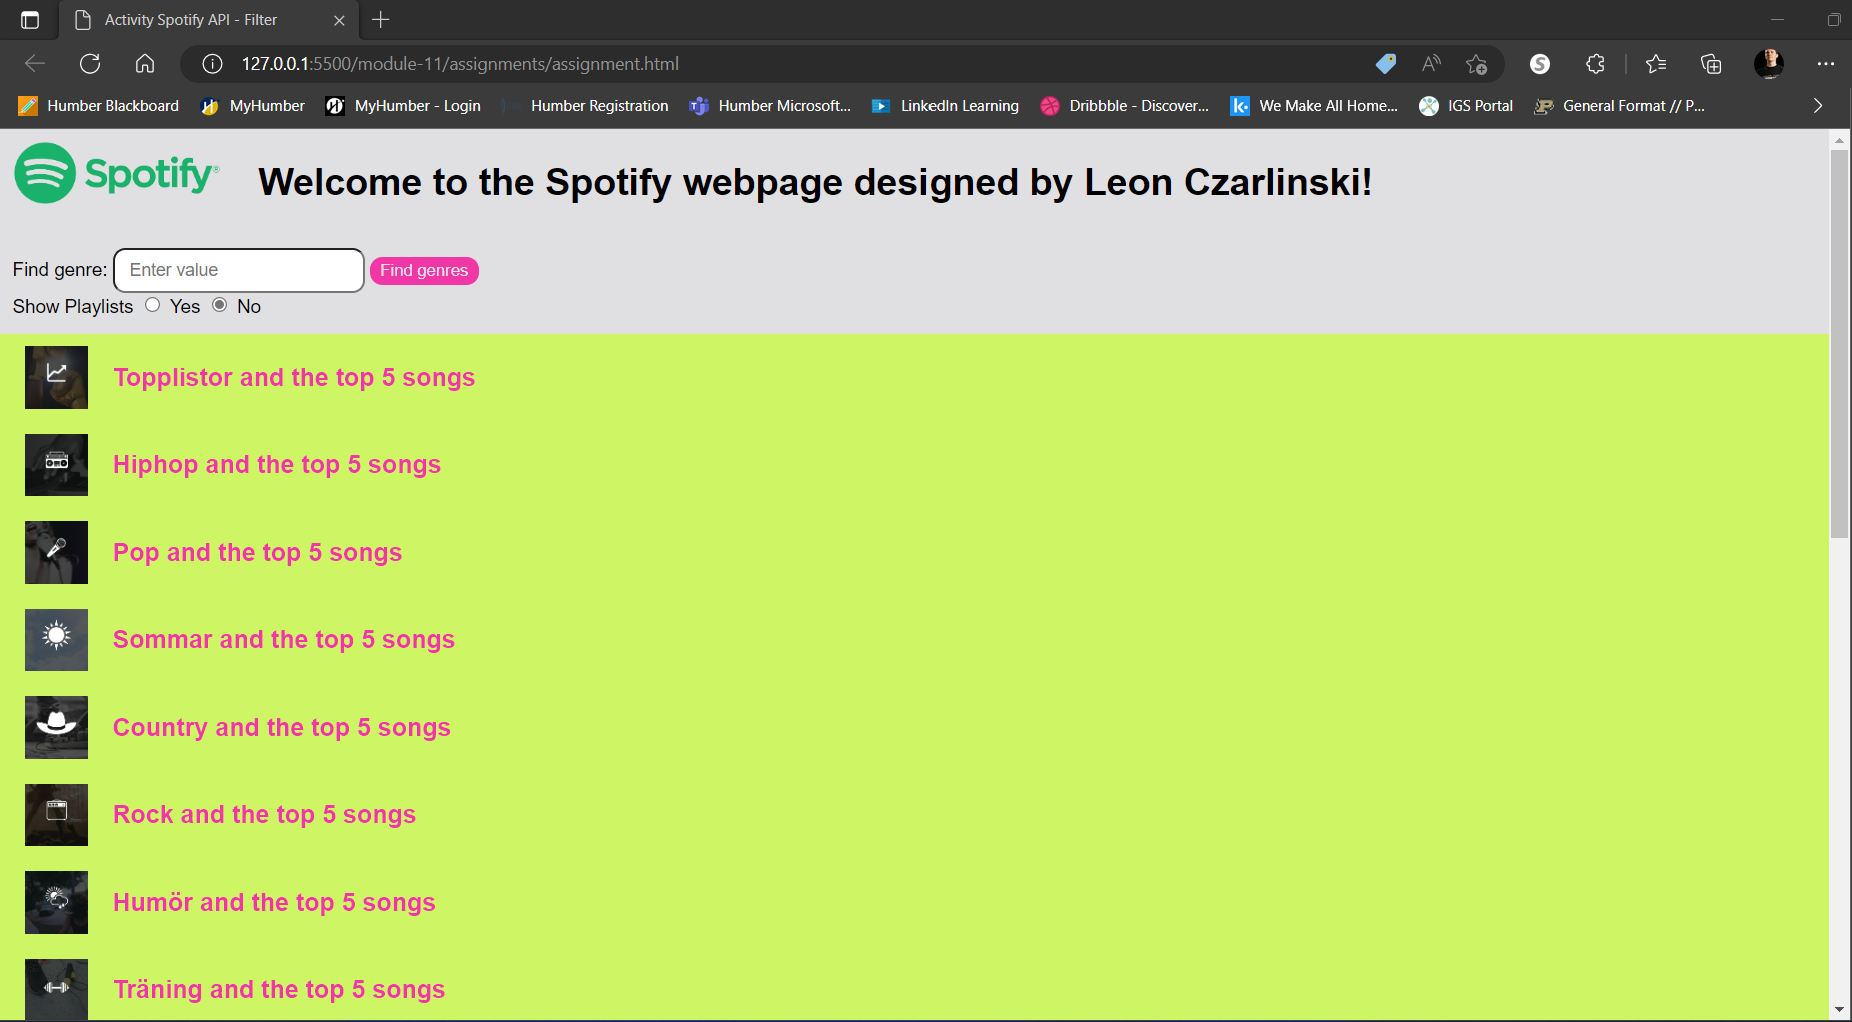 Activity Spotify API - Filter
127.0.0.1:5500/module-11/assignments/assignment.html
Humber Blackboard MyHumber MyHumber - Login Humber Registration Humber Microsoft... LinkedIn Learning Dribbble - Discover... We Make All Home... IGS Portal General Format // P...
Spotify®
Welcome to the Spotify webpage designed by Leon Czarlinski!
Find genre: Enter value Find genres
Show Playlists Yes No
Topplistor and the top 5 songs
Hiphop and the top 5 songs
Pop and the top 5 songs
Sommar and the top 5 songs
Country and the top 5 songs
Rock and the top 5 songs
Humör and the top 5 songs
Träning and the top 5 songs